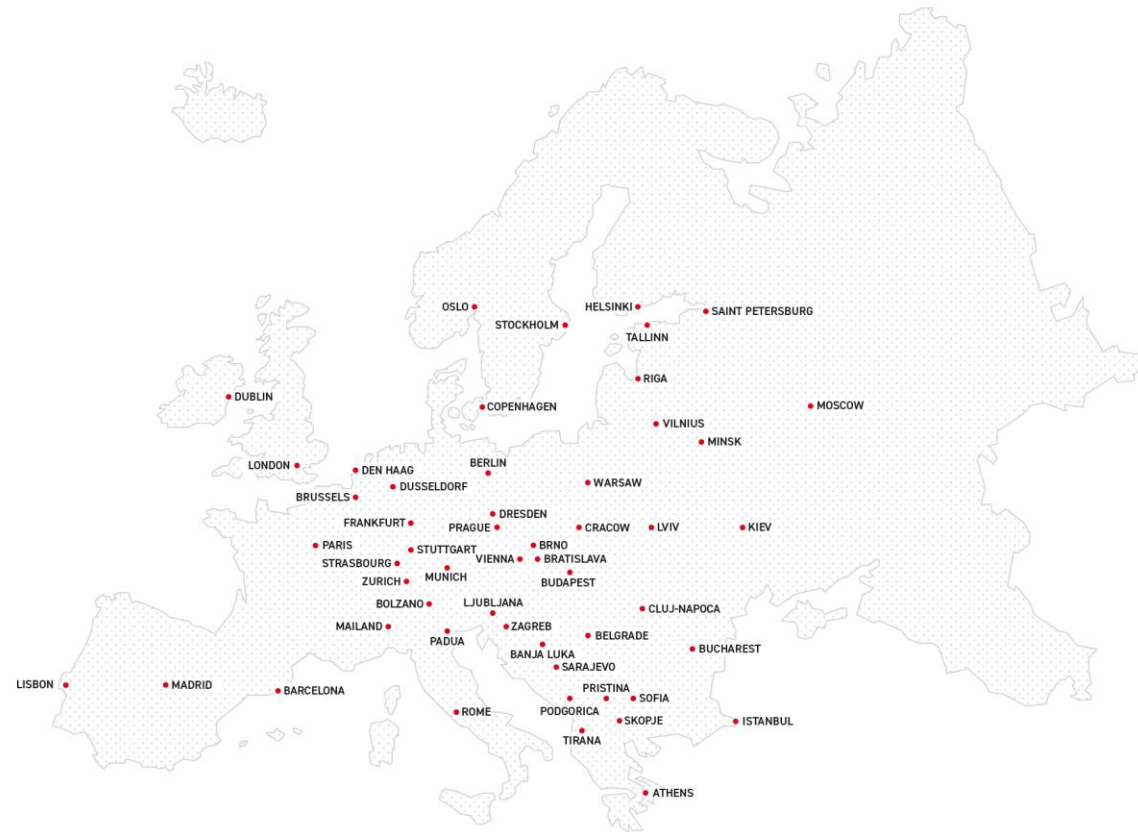 OSLO
HELSINKI
SAINT PETERSBURG
STOCKHOLM
TALLINN
RIGA
DUBLIN
COPENHAGEN
MOSCOW
VILNIUS
MINSK
LONDON
DEN HAAG
BERLIN
DUSSELDORF
WARSAW
BRUSSELS
DRESDEN
FRANKFURT
PRAGUE
CRACOW
LVIV
KIEV
PARIS
STUTTGART
BRNO
STRASBOURG
VIENNA
BRATISLAVA
MUNICH
BUDAPEST
ZURICH
BOLZANO
LJUBLJANA
CLUJ-NAPOCA
MAILAND
PADUA
ZAGREB
BELGRADE
BANJA LUKA
BUCHAREST
SARAJEVO
LISBON
MADRID
BARCELONA
PRISTINA
PODGORICA
SOFIA
ROME
SKOPJE
ISTANBUL
TIRANA
ATHENS